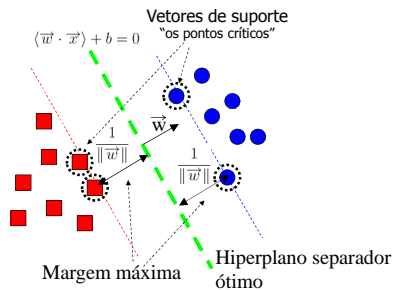 Vetores de suporte
"os pontos críticos"
⟨w⃗ · x⃗⟩ + b = 0
w⃗
1
‖w⃗‖
1
‖w⃗‖
Margem máxima
Hiperplano separador
ótimo